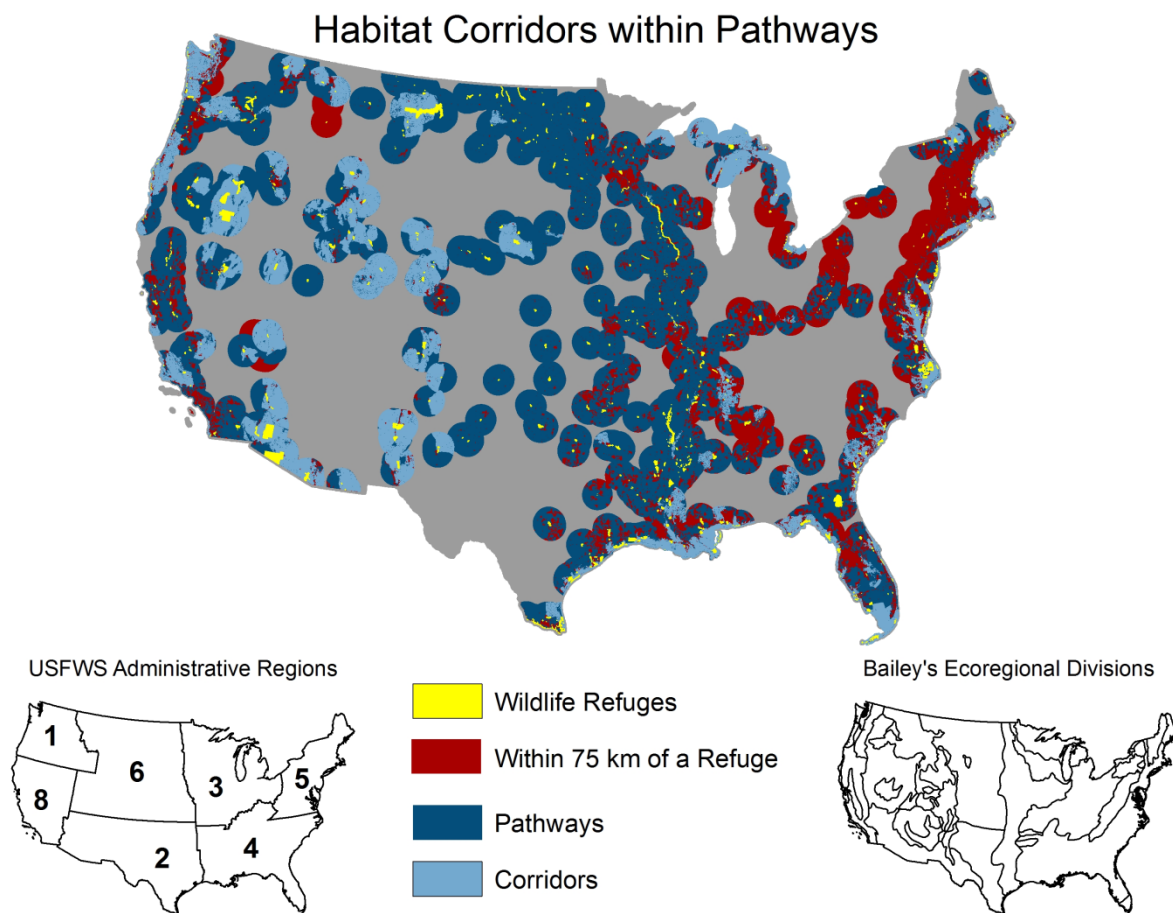 Habitat Corridors within Pathways
USFWS Administrative Regions
1
6
3
5
8
2
4
Wildlife Refuges
Within 75 km of a Refuge
Pathways
Corridors
Bailey's Ecoregional Divisions